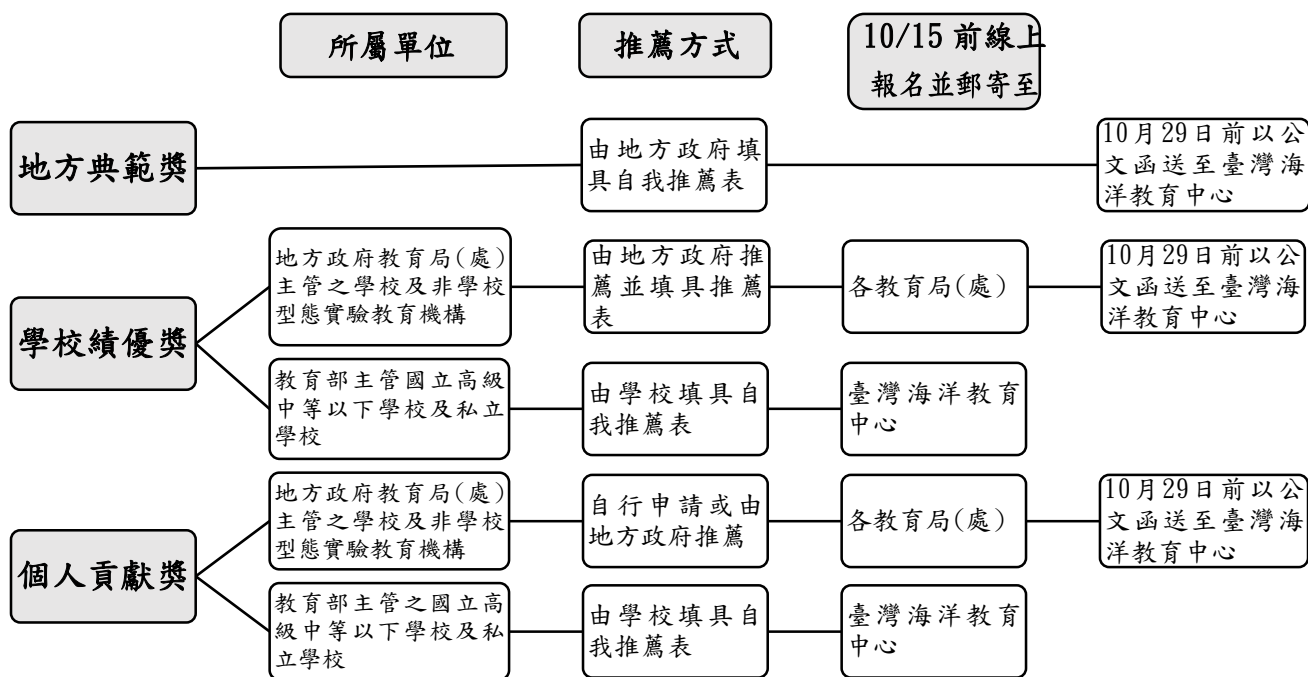 所屬單位
推薦方式
10/15 前線上
報名並郵寄至
地方典範獎
由地方政府填
具自我推薦表
10月29日前以公
文函送至臺灣海
洋教育中心
學校績優獎
地方政府教育局(處)
主管之學校及非學校
型態實驗教育機構
由地方政府推
薦並填具推薦
表
各教育局(處)
10月29日前以公
文函送至臺灣海
洋教育中心
教育部主管國立高級
中等以下學校及私立
學校
由學校填具自
我推薦表
臺灣海洋教育
中心
個人貢獻獎
地方政府教育局(處)
主管之學校及非學校
型態實驗教育機構
自行申請或由
地方政府推薦
各教育局(處)
10月29日前以公
文函送至臺灣海
洋教育中心
教育部主管之國立高
級中等以下學校及私
立學校
由學校填具自
我推薦表
臺灣海洋教育
中心